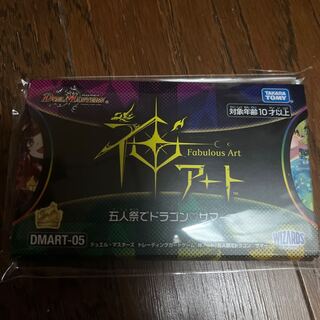 DUEL MASTERS
TAKARA TOMY
対象年齢10才以上
神
Fabulous Art
アート
五人祭てドラゴン♡サマー
DMART-05
デュエル・マスターズ トレーディングカードゲーム 神アート 五人祭てドラゴン♡サマー
WIZARDS